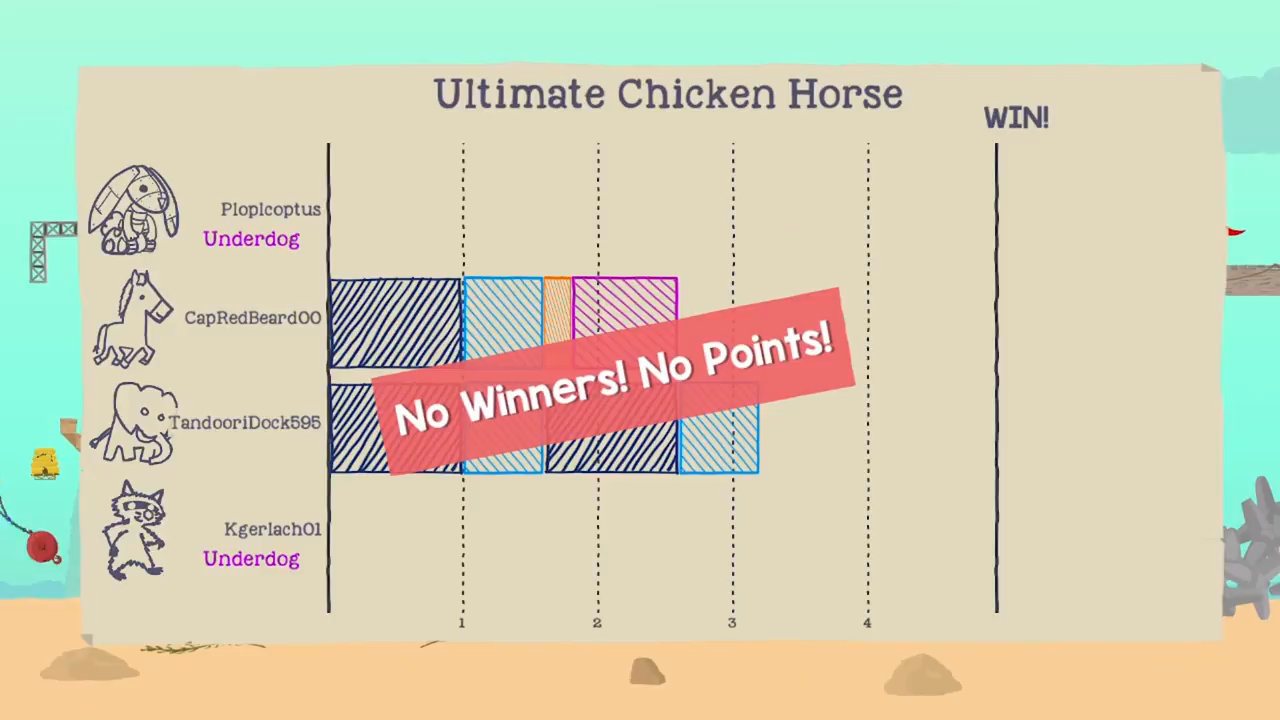 Ultimate Chicken Horse
WIN!
Ploplcoptus
Underdog
CapRedBeard00
No Winners! No Points!
TandooriDock595
Kgerlach01
Underdog
1 2 3 4